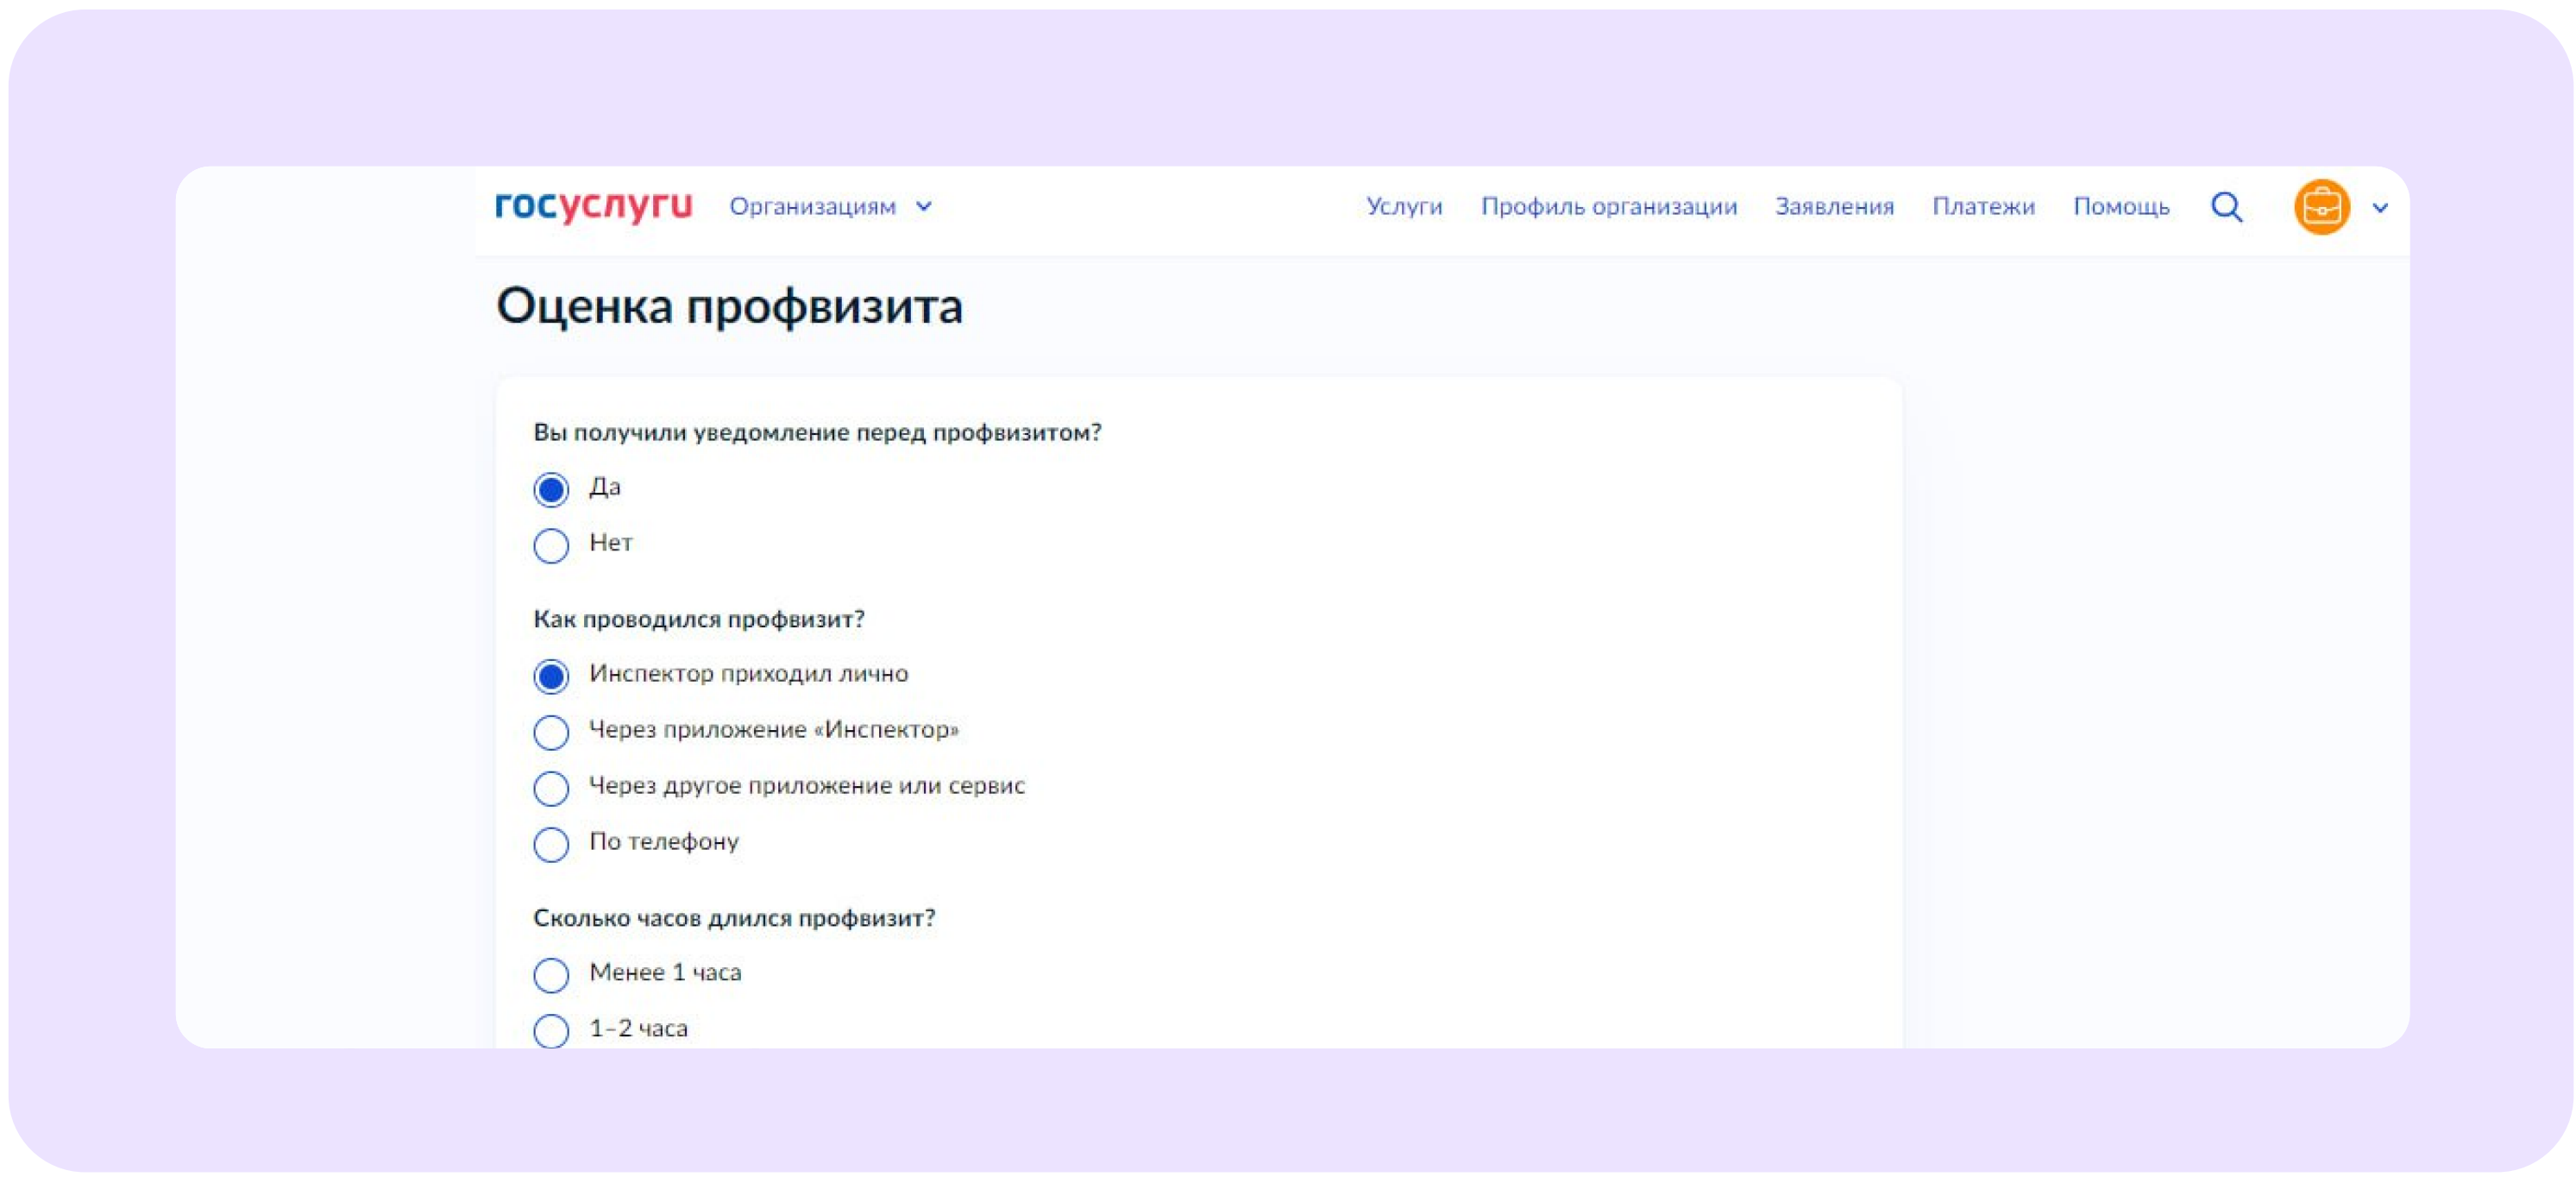 госуслуги Организациям Услуги Профиль организации Заявления Платежи Помощь
Оценка профвизита
Вы получили уведомление перед профвизитом?
Да
Нет
Как проводился профвизит?
Инспектор приходил лично
Через приложение «Инспектор»
Через другое приложение или сервис
По телефону
Сколько часов длился профвизит?
Менее 1 часа
1–2 часа